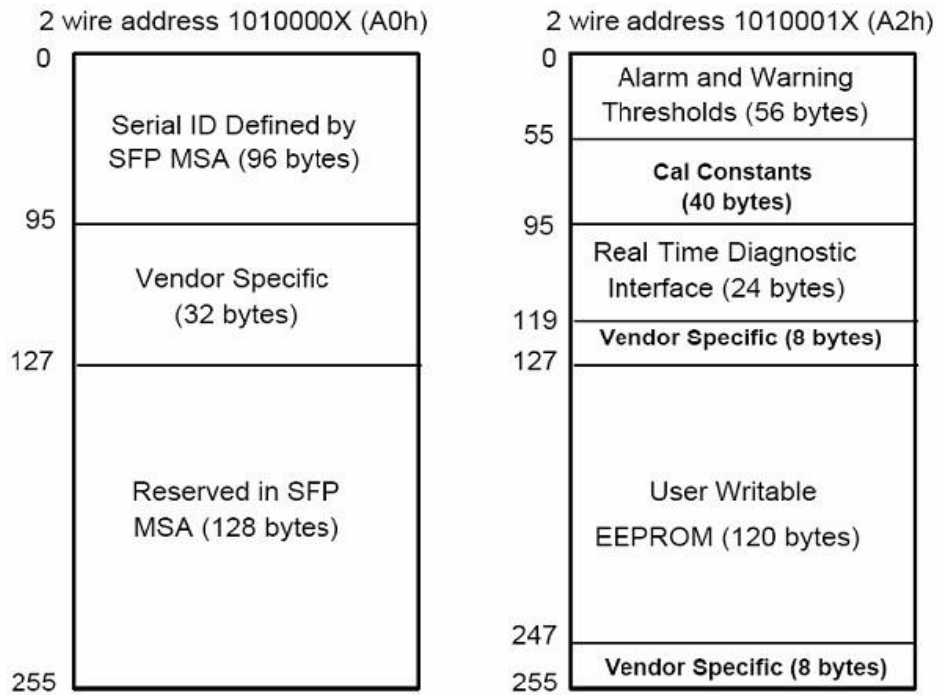 2 wire address 1010000X (A0h)
0
Serial ID Defined by
SFP MSA (96 bytes)
95
Vendor Specific
(32 bytes)
127
Reserved in SFP
MSA (128 bytes)
255
2 wire address 1010001X (A2h)
0
Alarm and Warning
Thresholds (56 bytes)
55
Cal Constants
(40 bytes)
95
Real Time Diagnostic
Interface (24 bytes)
119
Vendor Specific (8 bytes)
127
User Writable
EEPROM (120 bytes)
247
Vendor Specific (8 bytes)
255